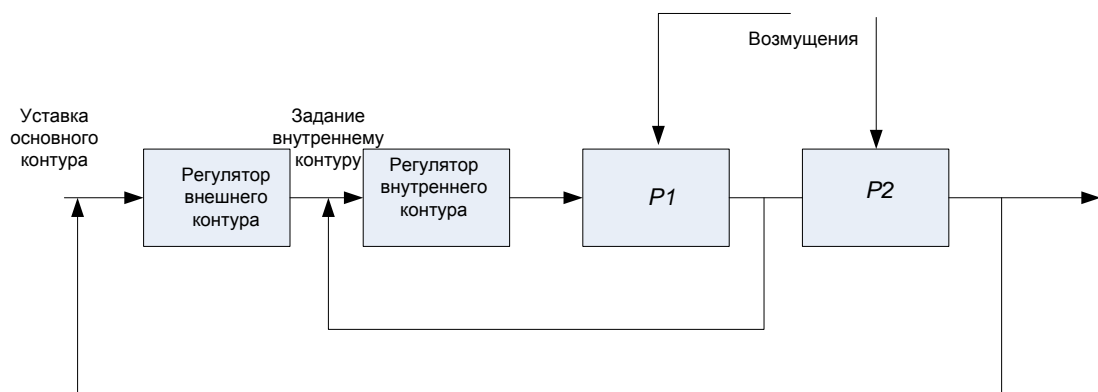 Возмущения
Уставка
основного
контура
Задание
внутреннему
контуру
Регулятор
внешнего
контура
Регулятор
внутреннего
контура
P1
P2